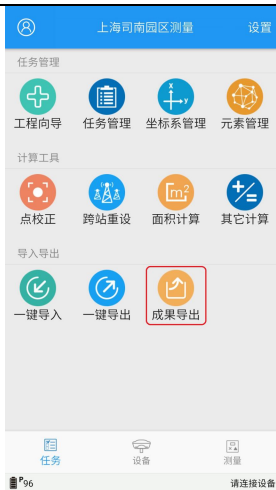 上海司南园区测量 设置
任务管理
工程向导 任务管理 坐标系管理 元素管理
计算工具
点校正 跨站重设 面积计算 其它计算
导入导出
一键导入 一键导出 成果导出
任务 设备 测量
P96 请连接设备